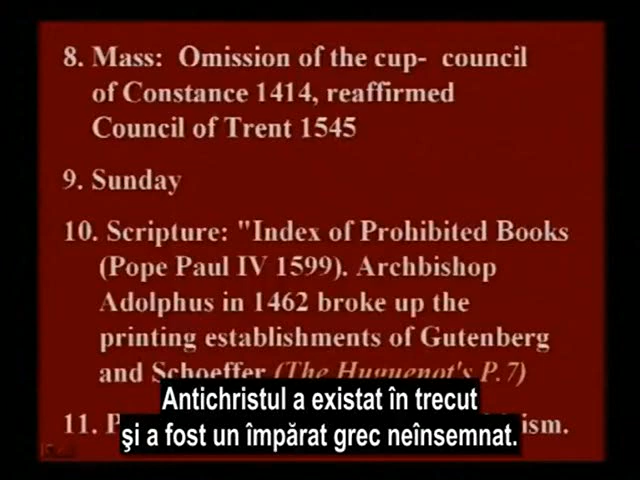 8. Mass: Omission of the cup- council
of Constance 1414, reaffirmed
Council of Trent 1545
9. Sunday
10. Scripture: "Index of Prohibited Books
(Pope Paul IV 1599). Archbishop
Adolphus in 1462 broke up the
printing establishments of Gutenberg
and Schoeffer (The Huguenot's P. 7)
11.
Antichristul a existat în trecut
şi a fost un împărat grec neînsemnat.